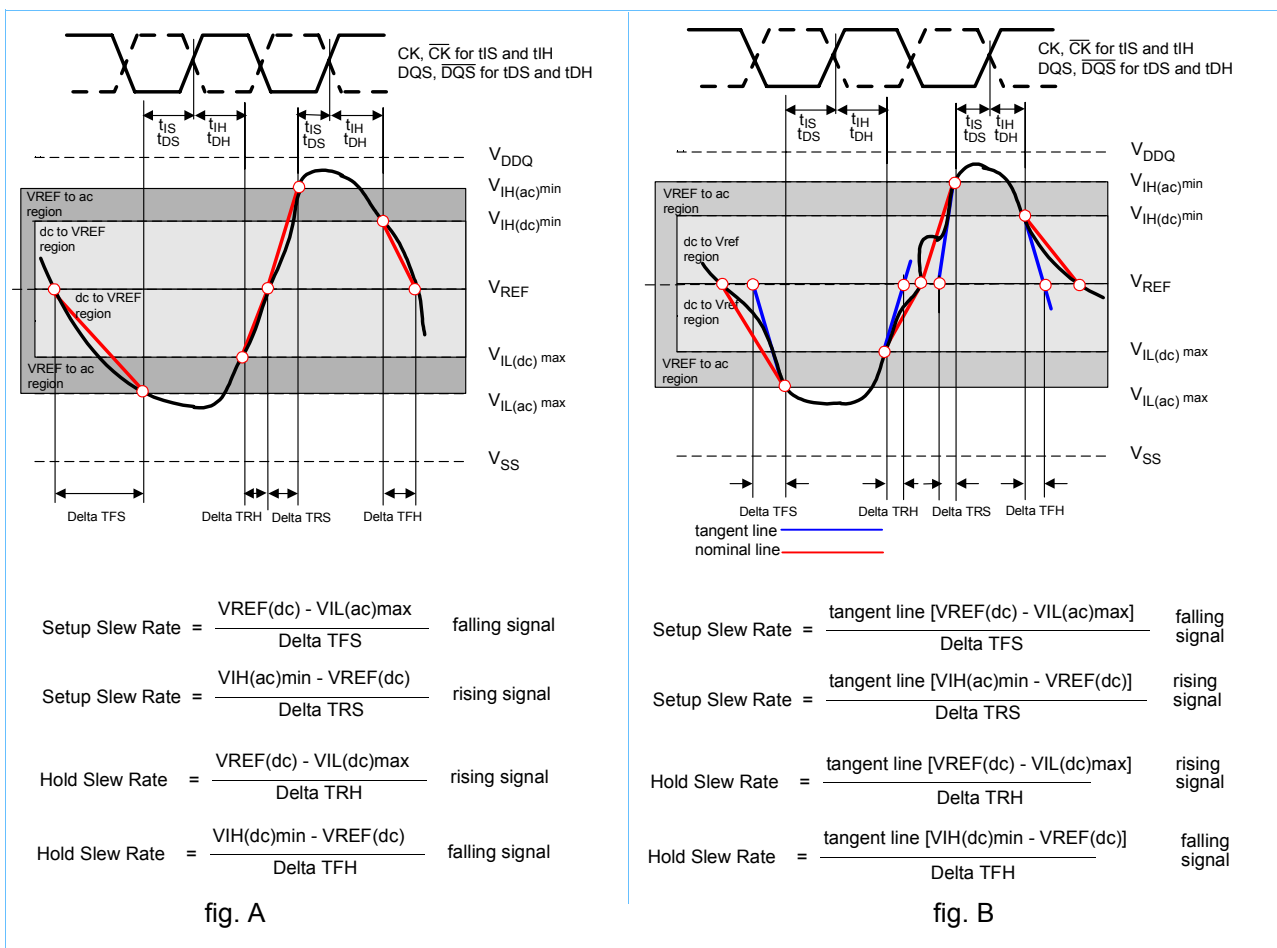 CK, CK for tIS and tIH
DQS, DQS for tDS and tDH
tIS
tDS
tIH
tDH
tIS
tDS
tIH
tDH
VDDQ
VREF to ac
region
VIH(ac)min
VIH(dc)min
dc to VREF
region
VREF
dc to VREF
region
VIL(dc)max
VREF to ac
region
VIL(ac)max
VSS
Delta TFS
Delta TRH
Delta TRS
Delta TFH
Setup Slew Rate = VREF(dc) - VIL(ac)max falling signal
Delta TFS
Setup Slew Rate = VIH(ac)min - VREF(dc) rising signal
Delta TRS
Hold Slew Rate = VREF(dc) - VIL(dc)max rising signal
Delta TRH
Hold Slew Rate = VIH(dc)min - VREF(dc) falling signal
Delta TFH
fig. A
CK, CK for tIS and tIH
DQS, DQS for tDS and tDH
tIS
tDS
tIH
tDH
tIS
tDS
tIH
tDH
VDDQ
VREF to ac
region
VIH(ac)min
VIH(dc)min
dc to Vref
region
VREF
dc to Vref
region
VIL(dc)max
VREF to ac
region
VIL(ac)max
VSS
Delta TFS
Delta TRH
Delta TRS
Delta TFH
tangent line
nominal line
Setup Slew Rate = tangent line [VREF(dc) - VIL(ac)max] falling
signal
Delta TFS
Setup Slew Rate = tangent line [VIH(ac)min - VREF(dc)] rising
signal
Delta TRS
Hold Slew Rate = tangent line [VREF(dc) - VIL(dc)max] rising
signal
Delta TRH
Hold Slew Rate = tangent line [VIH(dc)min - VREF(dc)] falling
signal
Delta TFH
fig. B